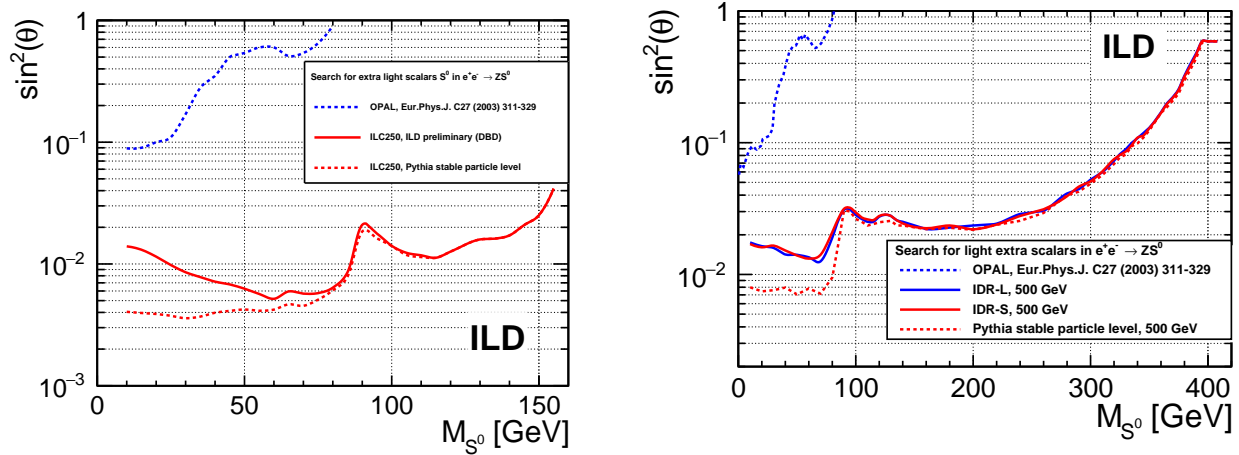 sin²(θ)
1
10⁻¹
10⁻²
10⁻³
Search for extra light scalars S⁰ in e⁺e⁻ → ZS⁰
OPAL, Eur.Phys.J. C27 (2003) 311-329
ILC250, ILD preliminary (DBD)
ILC250, Pythia stable particle level
ILD
0 50 100 150
M_S⁰ [GeV]
sin²(θ)
1
10⁻¹
10⁻²
ILD
Search for light extra scalars in e⁺e⁻ → ZS⁰
OPAL, Eur.Phys.J. C27 (2003) 311-329
IDR-L, 500 GeV
IDR-S, 500 GeV
Pythia stable particle level, 500 GeV
0 100 200 300 400
M_S⁰ [GeV]